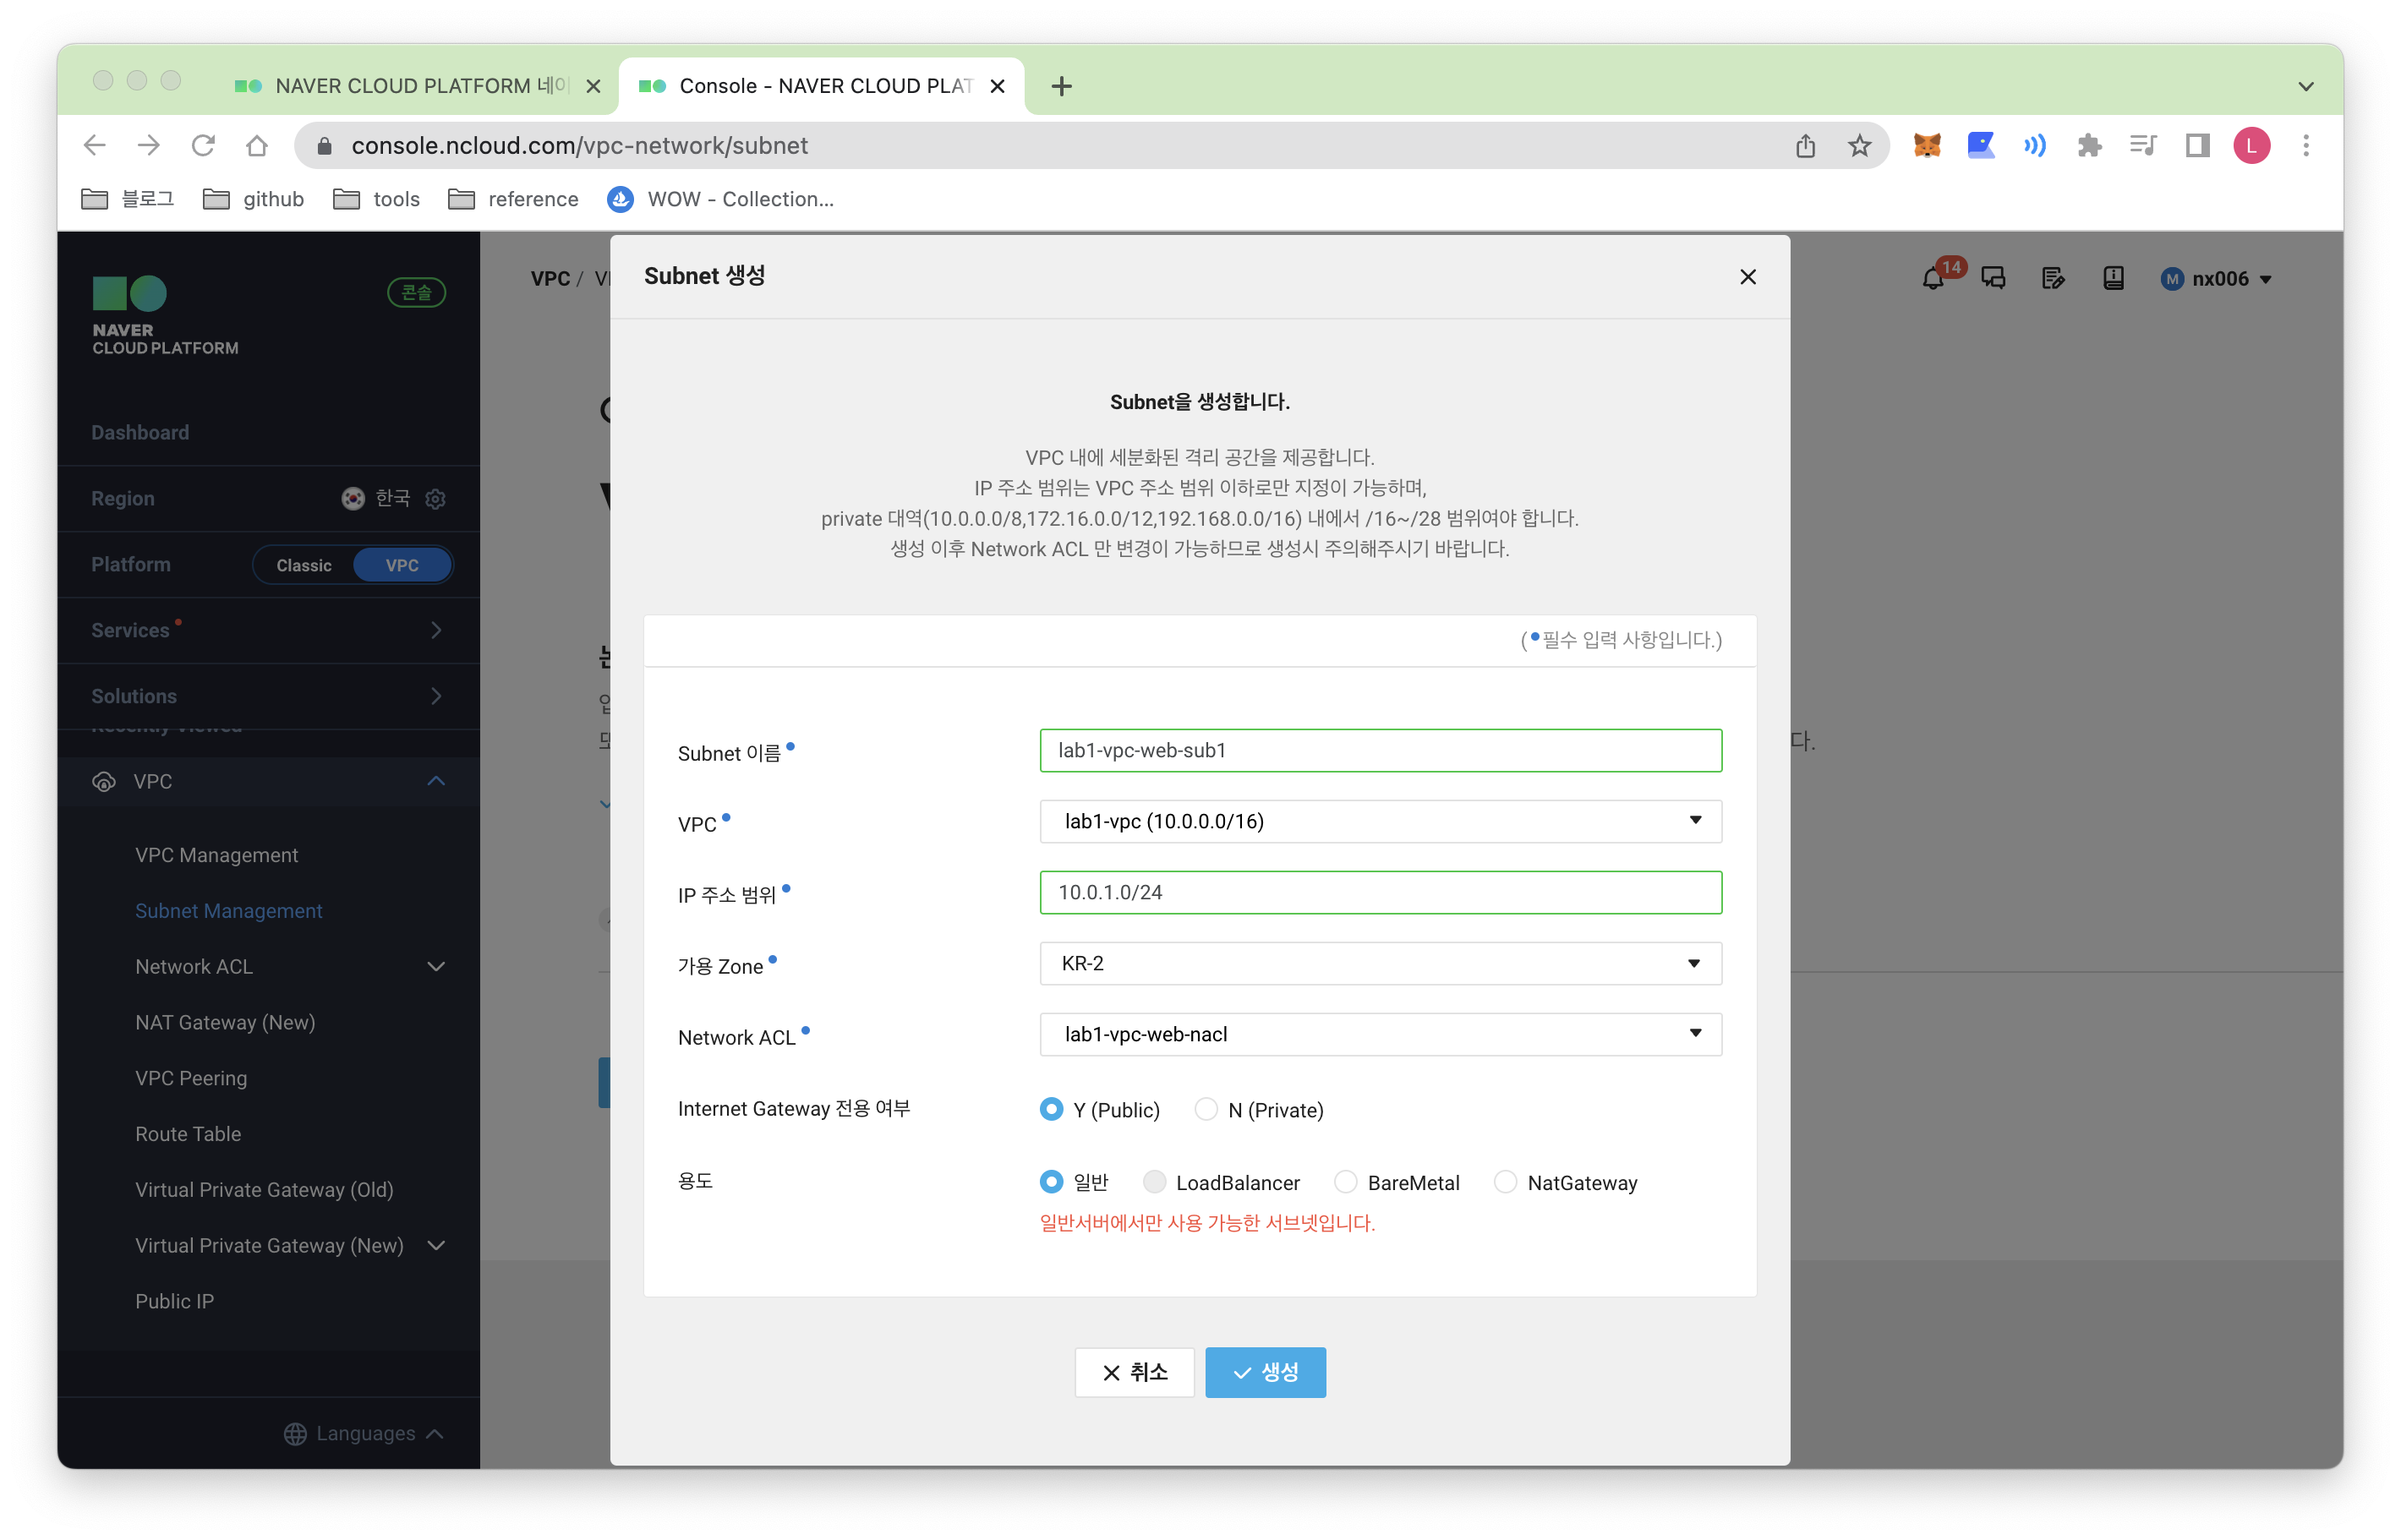 NAVER CLOUD PLATFORM 네이
Console - NAVER CLOUD PLAT
console.ncloud.com/vpc-network/subnet
L
블로그
github
tools
reference
WOW - Collection...
NAVER
CLOUD PLATFORM
콘솔
Dashboard
Region
한국
Platform
Classic
VPC
Services
Solutions
Recently Viewed
VPC
VPC Management
Subnet Management
Network ACL
NAT Gateway (New)
VPC Peering
Route Table
Virtual Private Gateway (Old)
Virtual Private Gateway (New)
Public IP
Languages
VPC /
14
M
nx006
다.
Subnet 생성
Subnet을 생성합니다.
VPC 내에 세분화된 격리 공간을 제공합니다.
IP 주소 범위는 VPC 주소 범위 이하로만 지정이 가능하며,
private 대역(10.0.0.0/8,172.16.0.0/12,192.168.0.0/16) 내에서 /16~/28 범위여야 합니다.
생성 이후 Network ACL 만 변경이 가능하므로 생성시 주의해주시기 바랍니다.
(•필수 입력 사항입니다.)
Subnet 이름
lab1-vpc-web-sub1
VPC
lab1-vpc (10.0.0.0/16)
IP 주소 범위
10.0.1.0/24
가용 Zone
KR-2
Network ACL
lab1-vpc-web-nacl
Internet Gateway 전용 여부
Y (Public)
N (Private)
용도
일반
LoadBalancer
BareMetal
NatGateway
일반서버에서만 사용 가능한 서브넷입니다.
취소
생성